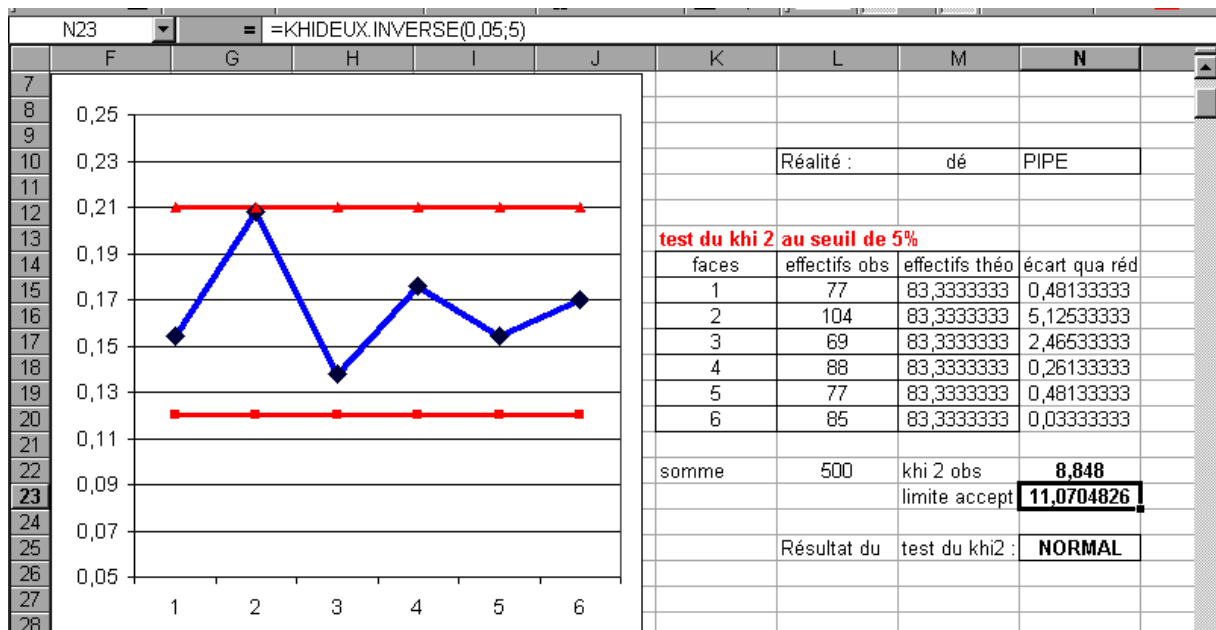 N23 = =KHIDEUX.INVERSE(0,05;5)
F G H I J K L M N
7
8
9
10 Réalité : dé PIPE
11
12
13 test du khi 2 au seuil de 5%
14 faces effectifs obs effectifs théo écart qua réd
15 1 77 83,3333333 0,48133333
16 2 104 83,3333333 5,12533333
17 3 69 83,3333333 2,46533333
18 4 88 83,3333333 0,26133333
19 5 77 83,3333333 0,48133333
20 6 85 83,3333333 0,03333333
21
22 somme 500 khi 2 obs 8,848
23 limite accept 11,0704826
24
25 Résultat du test du khi2 : NORMAL
26
27
28
0,25
0,23
0,21
0,19
0,17
0,15
0,13
0,11
0,09
0,07
0,05
1 2 3 4 5 6